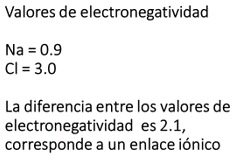 Valores de electronegatividad
Na = 0.9
Cl = 3.0
La diferencia entre los valores de
electronegatividad es 2.1,
corresponde a un enlace iónico